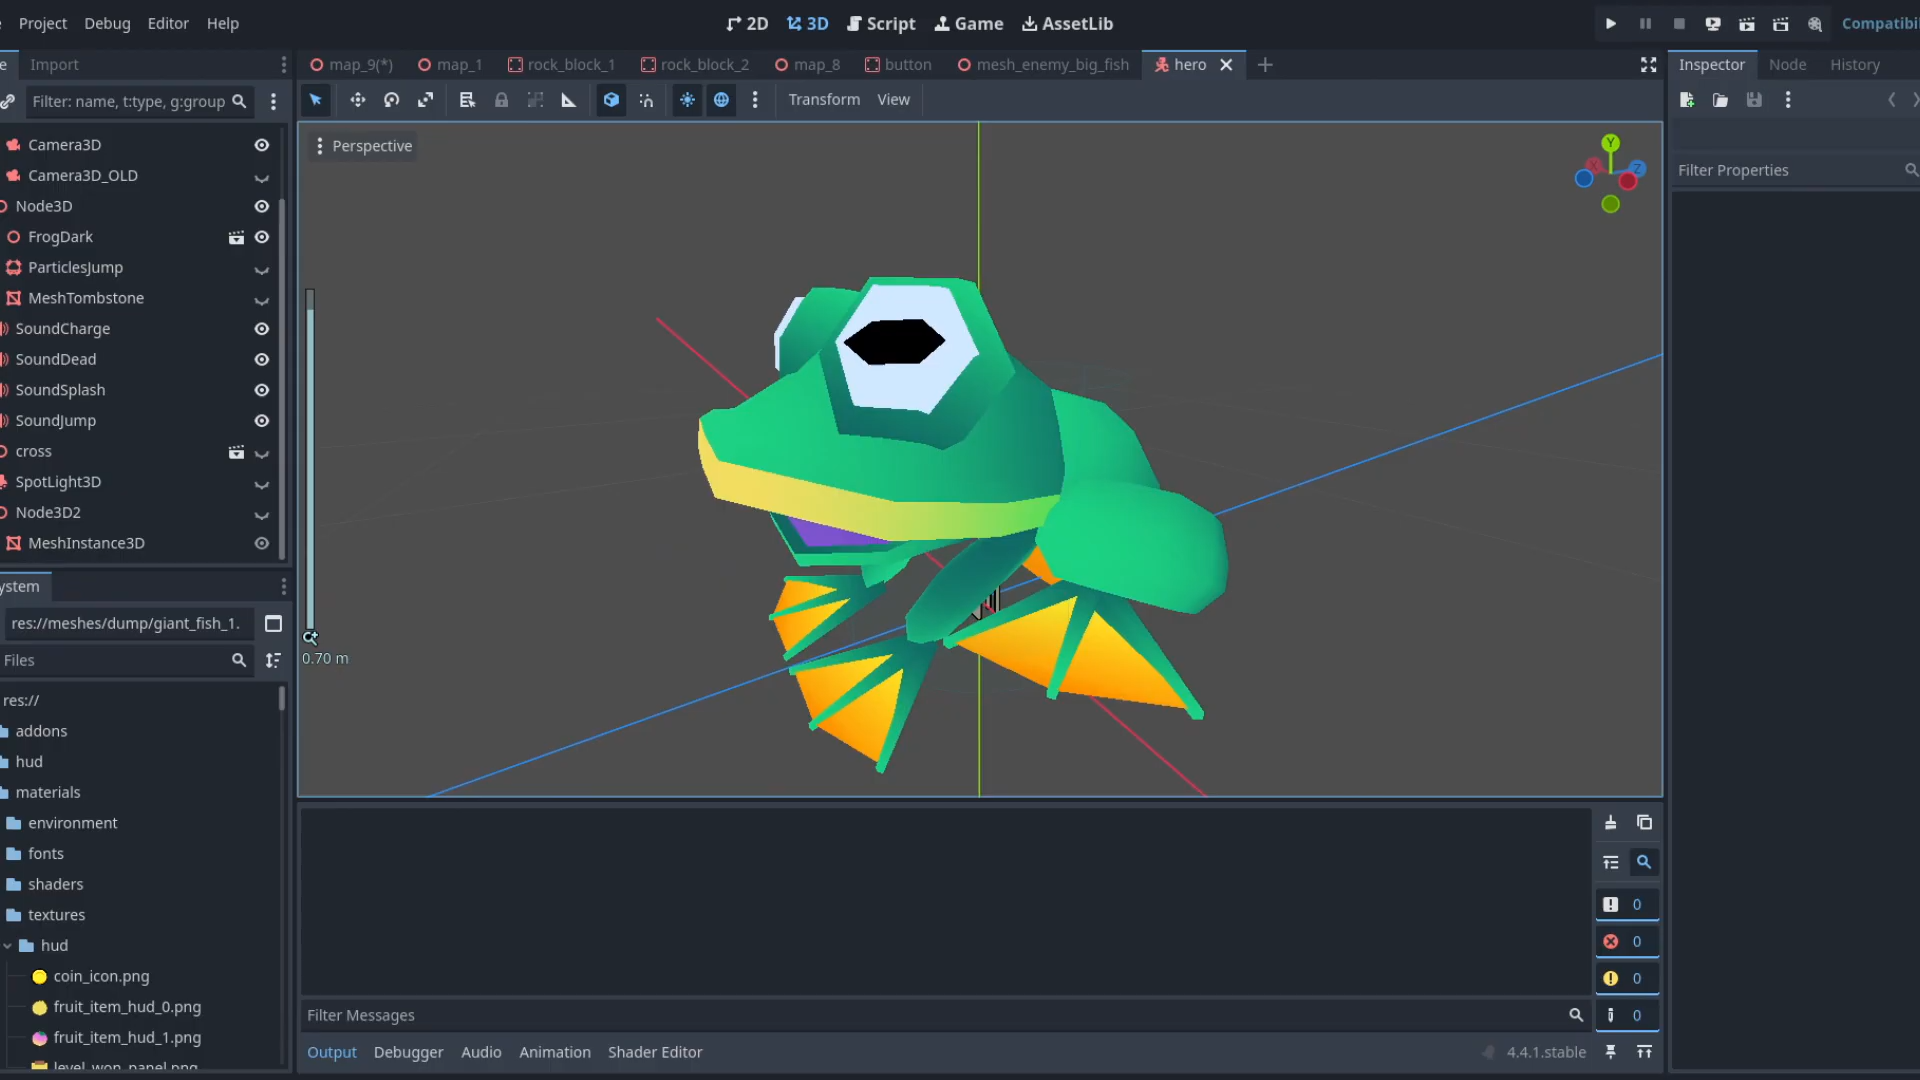 Project Debug Editor Help
2D 3D Script Game AssetLib
Import
map_9(*) map_1 rock_block_1 rock_block_2 map_8 button mesh_enemy_big_fish hero
Inspector Node History
Filter: name, t:type, g:group
Transform View
Perspective
Y
X
Z
Filter Properties
Camera3D
Camera3D_OLD
Node3D
FrogDark
ParticlesJump
MeshTombstone
SoundCharge
SoundDead
SoundSplash
SoundJump
cross
SpotLight3D
Node3D2
MeshInstance3D
res://meshes/dump/giant_fish_1.
Files
0.70 m
res://
addons
hud
materials
environment
fonts
shaders
textures
hud
coin_icon.png
fruit_item_hud_0.png
fruit_item_hud_1.png
level_won_panel.png
0
0
0
0
Filter Messages
Output Debugger Audio Animation Shader Editor
4.4.1.stable